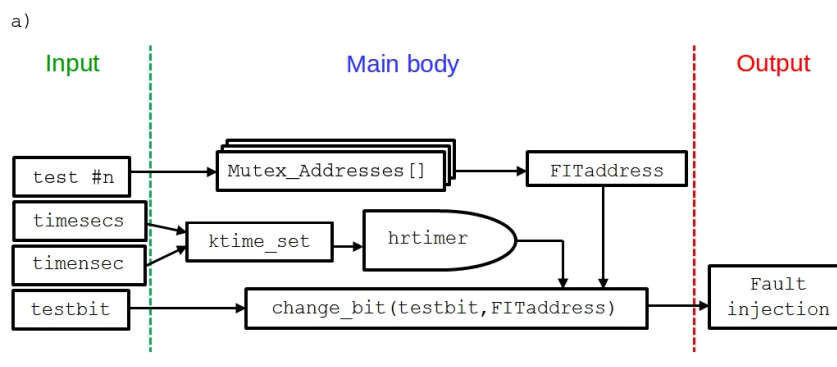 a)
Input
Main body
Output
test #n
Mutex_Addresses[]
FITaddress
timesecs
timensec
ktime_set
hrtimer
testbit
change_bit(testbit,FITaddress)
Fault
injection